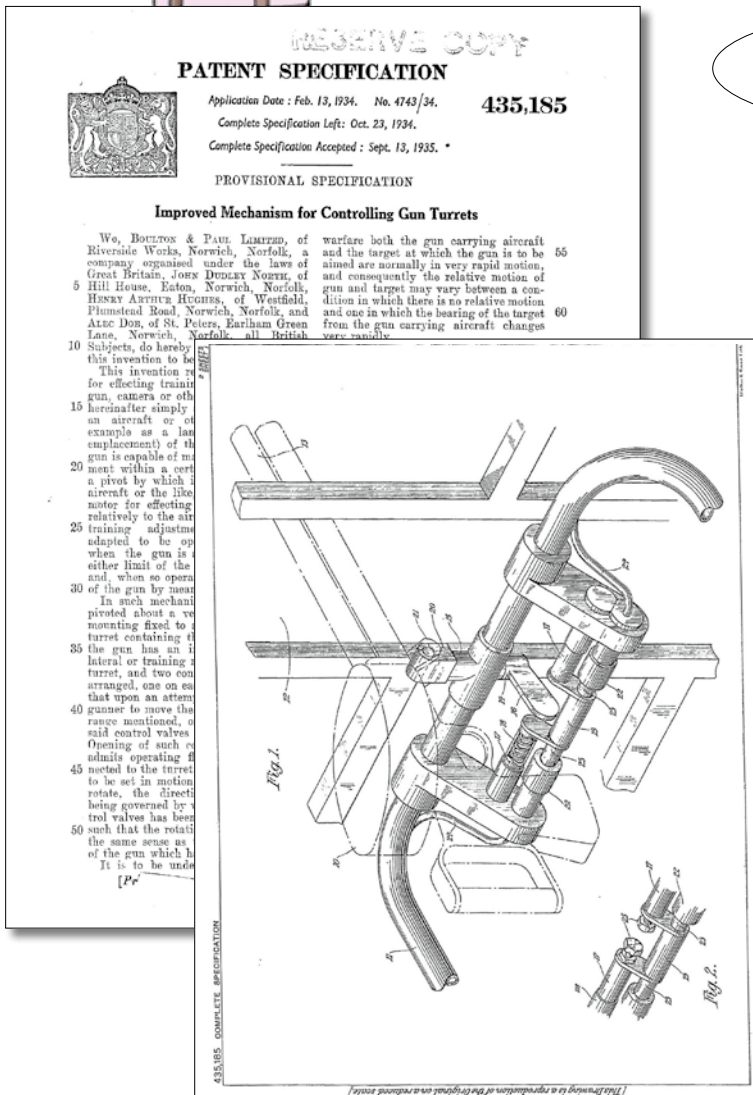 RESERVE COPY
PATENT SPECIFICATION
Application Date : Feb. 13, 1934. No. 4743/34.
435,185
Complete Specification Left: Oct. 23, 1934.
Complete Specification Accepted : Sept. 13, 1935.
PROVISIONAL SPECIFICATION
Improved Mechanism for Controlling Gun Turrets
We, BOULTON & PAUL LIMITED, of
Riverside Works, Norwich, Norfolk, a
company organised under the laws of
Great Britain, JOHN DUDLEY NORTH, of
5 Hill House, Eaton, Norwich, Norfolk,
HENRY ARTHUR HUGHES, of Westfield,
Plumstead Road, Norwich, Norfolk, and
ALEC DOE, of St. Peters, Earlham Green
Lane, Norwich, Norfolk, all British
10 Subjects, do hereby
this invention to be
This invention re
for effecting trainin
gun, camera or oth
15 hereinafter simply
an aircraft or ot
example as a lan
emplacement) of th
gun is capable of m
20 ment within a cert
a pivot by which i
aircraft or the like
motor for effecting
relatively to the air
25 training adjustme
adapted to be op
when the gun is
either limit of the
and, when so opera
30 of the gun by mean
In such mechani
pivoted about a ve
mounting fixed to
turret containing t
35 the gun has an i
lateral or training
turret, and two con
arranged, one on ea
that upon an attemp
40 gunner to move the
range mentioned, o
said control valves
Opening of such c
admits operating f
45 nected to the turret
to be set in motion
rotate, the directi
being governed by
trol valves has been
50 such that the rotati
the same sense as
of the gun which h
It is to be unde
[Pr
warfare both the gun carrying aircraft
and the target at which the gun is to be 55
aimed are normally in very rapid motion,
and consequently the relative motion of
gun and target may vary between a con-
dition in which there is no relative motion
and one in which the bearing of the target 60
from the gun carrying aircraft changes
very rapidly.
435,185 COMPLETE SPECIFICATION
Fig.1.
Fig.2.
[This Drawing is a reproduction of the Original on a reduced scale]